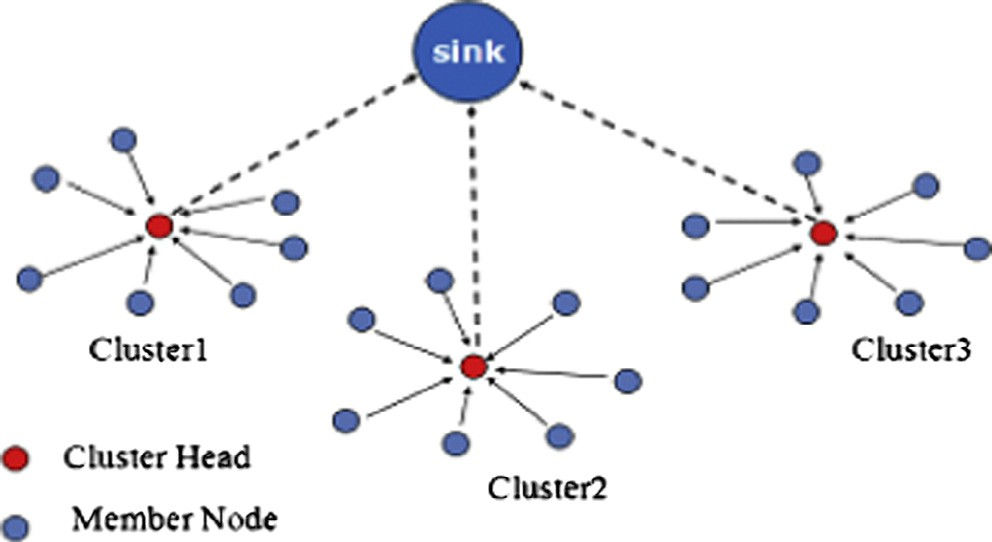 sink
Cluster1
Cluster3
Cluster2
Cluster Head
Member Node